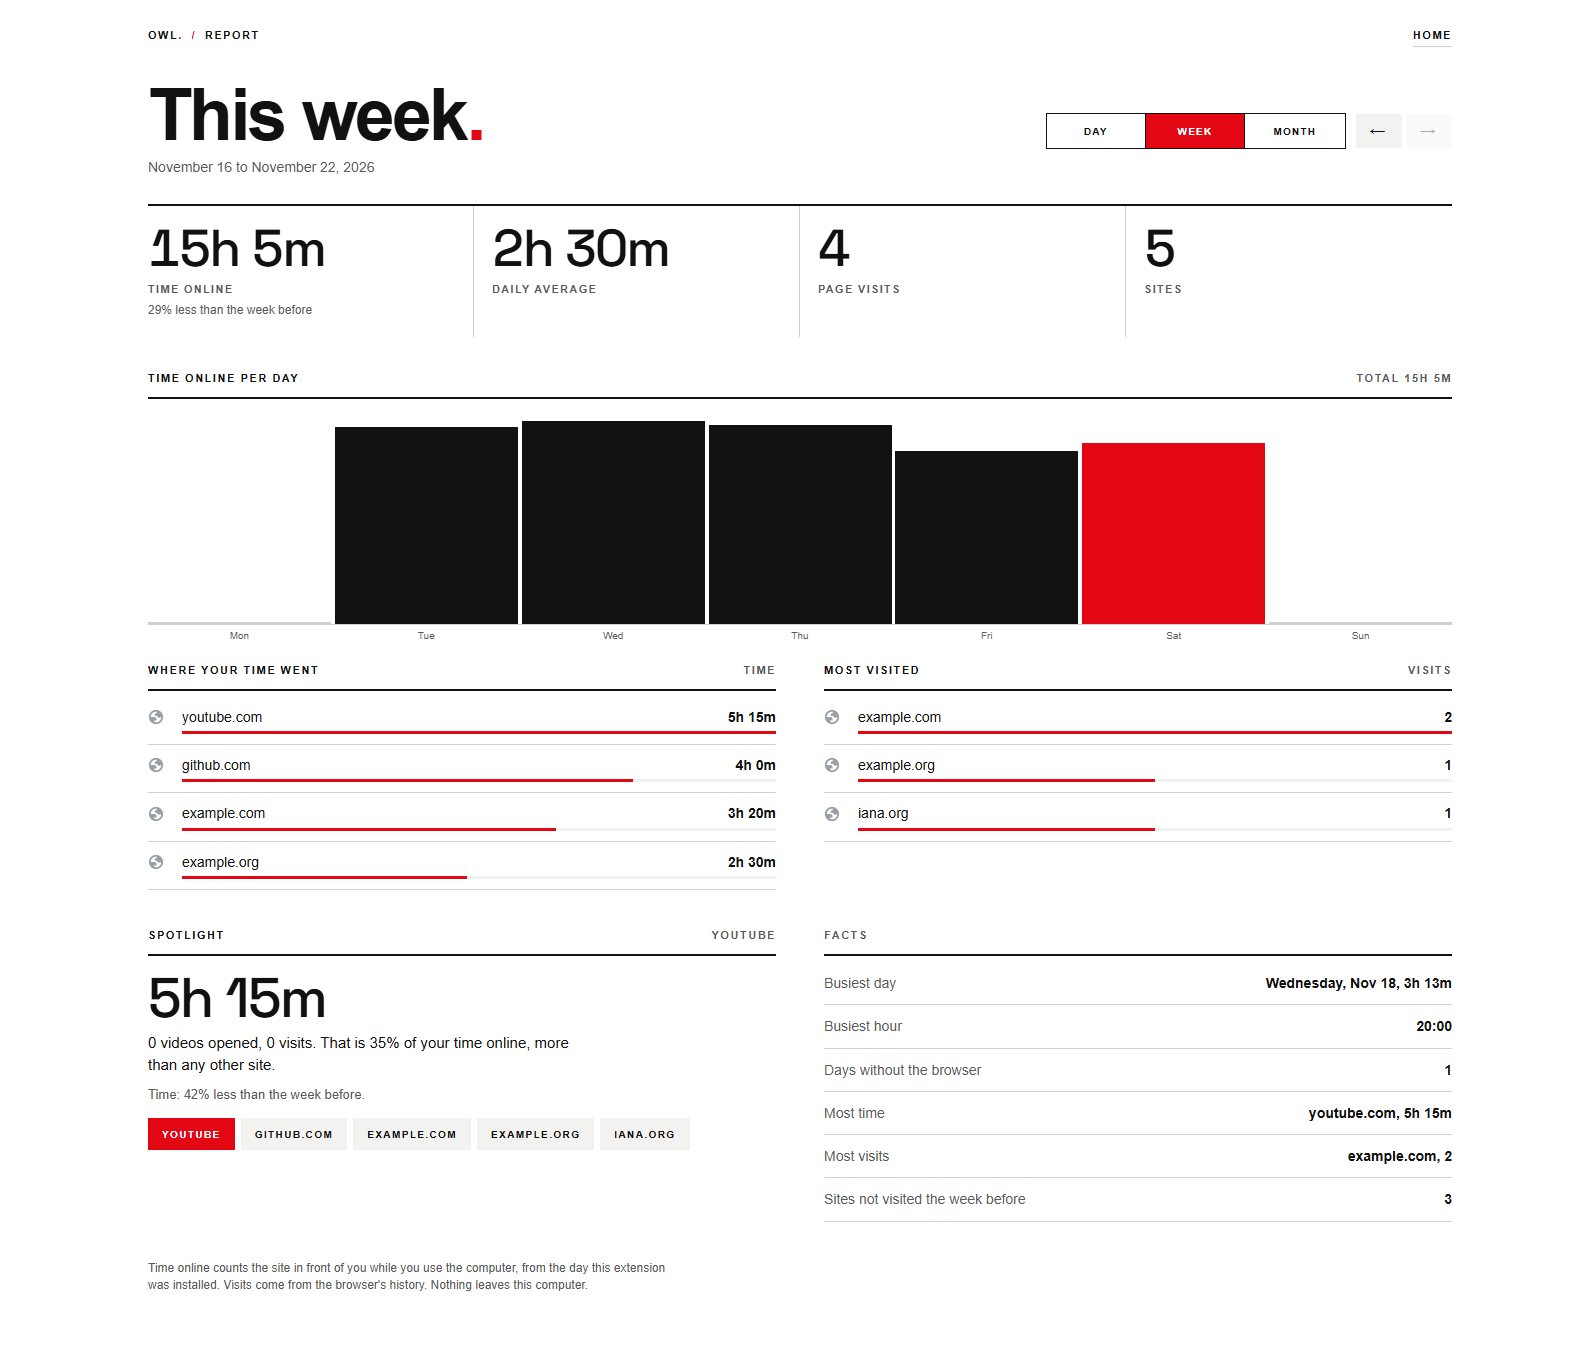 OWL. / REPORT
HOME
This week.
November 16 to November 22, 2026
DAY
WEEK
MONTH
←
→
15h 5m
TIME ONLINE
29% less than the week before
2h 30m
DAILY AVERAGE
4
PAGE VISITS
5
SITES
TIME ONLINE PER DAY
TOTAL 15H 5M
Mon
Tue
Wed
Thu
Fri
Sat
Sun
WHERE YOUR TIME WENT
TIME
youtube.com
5h 15m
github.com
4h 0m
example.com
3h 20m
example.org
2h 30m
MOST VISITED
VISITS
example.com
2
example.org
1
iana.org
1
SPOTLIGHT
YOUTUBE
5h 15m
0 videos opened, 0 visits. That is 35% of your time online, more
than any other site.
Time: 42% less than the week before.
YOUTUBE
GITHUB.COM
EXAMPLE.COM
EXAMPLE.ORG
IANA.ORG
FACTS
Busiest day
Wednesday, Nov 18, 3h 13m
Busiest hour
20:00
Days without the browser
1
Most time
youtube.com, 5h 15m
Most visits
example.com, 2
Sites not visited the week before
3
Time online counts the site in front of you while you use the computer, from the day this extension
was installed. Visits come from the browser's history. Nothing leaves this computer.